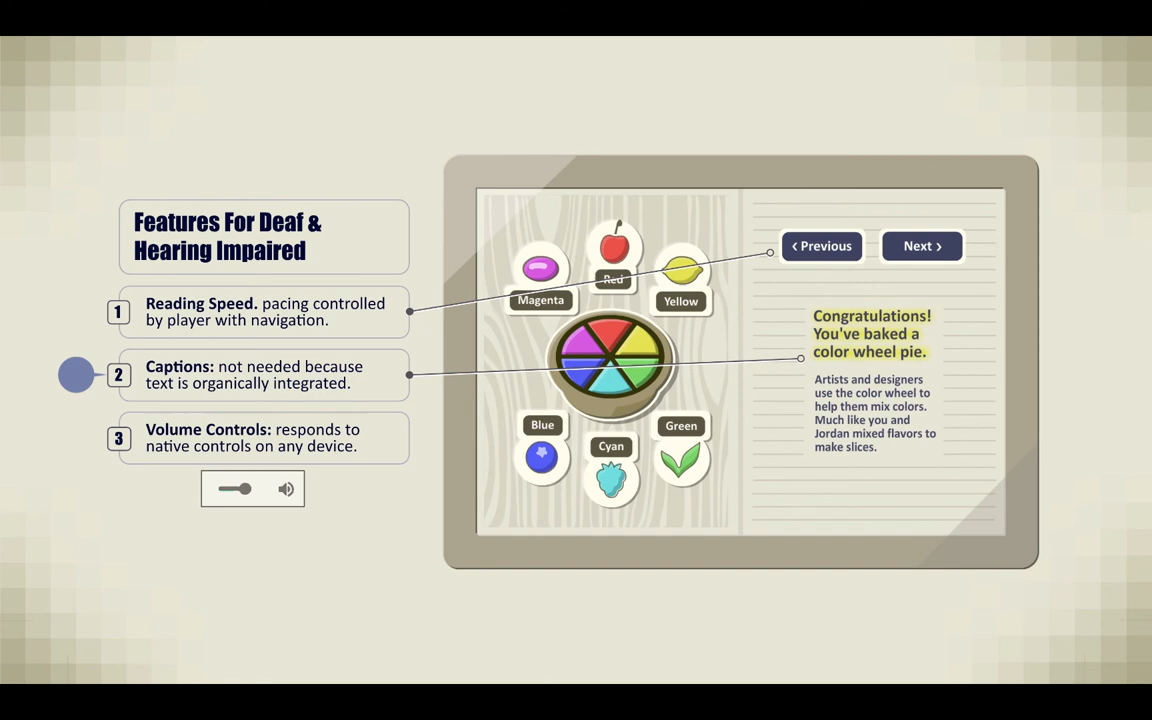 Features For Deaf &
Hearing Impaired
1
Reading Speed. pacing controlled
by player with navigation.
2
Captions: not needed because
text is organically integrated.
3
Volume Controls: responds to
native controls on any device.
Red
Magenta
Yellow
Blue
Green
Cyan
‹ Previous
Next ›
Congratulations!
You've baked a
color wheel pie.
Artists and designers
use the color wheel to
help them mix colors.
Much like you and
Jordan mixed flavors to
make slices.